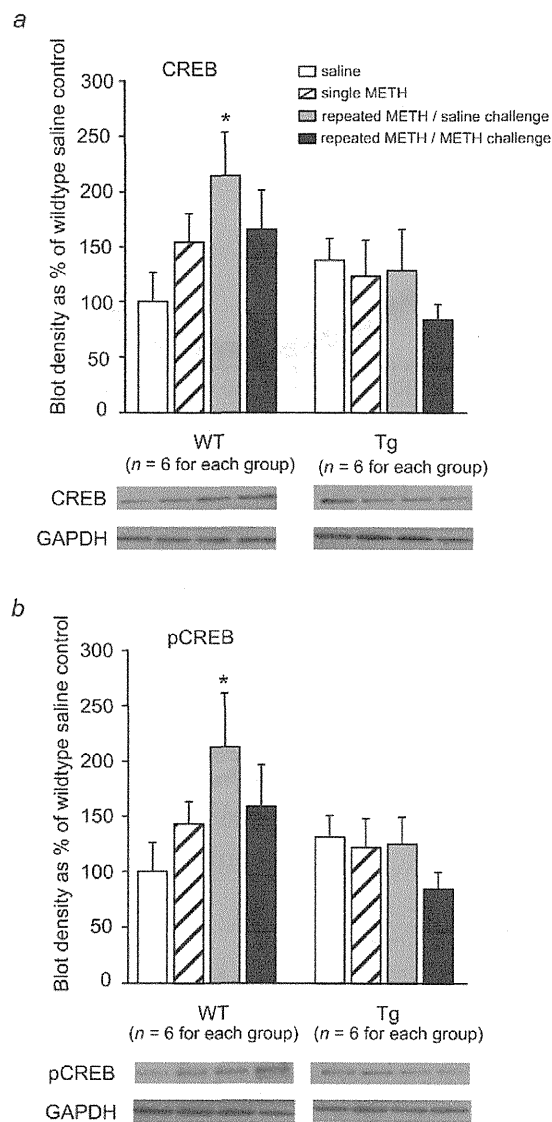 a
CREB
saline
single METH
repeated METH / saline challenge
repeated METH / METH challenge
Blot density as % of wildtype saline control
300
250
200
150
100
50
0
*
WT
Tg
(n = 6 for each group)
(n = 6 for each group)
CREB
GAPDH
b
pCREB
Blot density as % of wildtype saline control
300
250
200
150
100
50
0
*
WT
Tg
(n = 6 for each group)
(n = 6 for each group)
pCREB
GAPDH